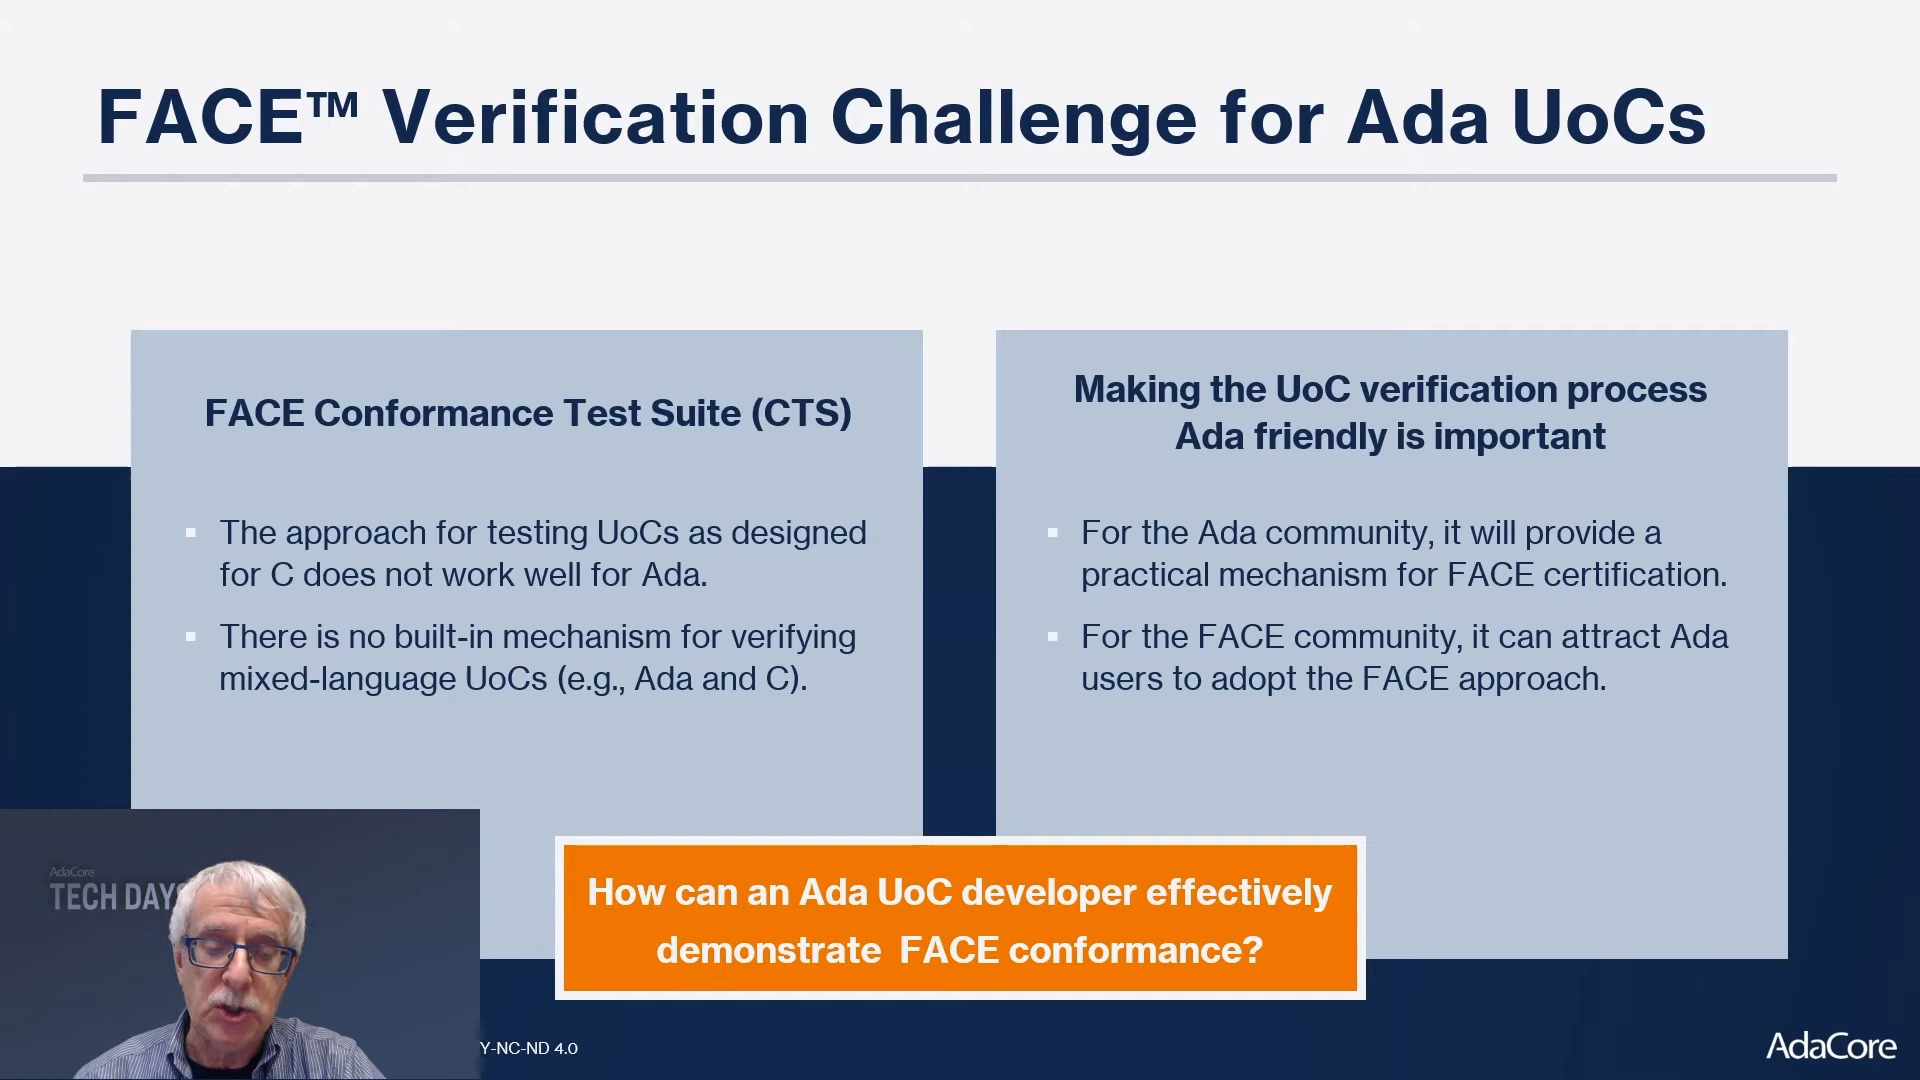 FACE™ Verification Challenge for Ada UoCs
FACE Conformance Test Suite (CTS)
▪ The approach for testing UoCs as designed
for C does not work well for Ada.
▪ There is no built-in mechanism for verifying
mixed-language UoCs (e.g., Ada and C).
Making the UoC verification process
Ada friendly is important
▪ For the Ada community, it will provide a
practical mechanism for FACE certification.
▪ For the FACE community, it can attract Ada
users to adopt the FACE approach.
How can an Ada UoC developer effectively
demonstrate  FACE conformance?
AdaCore
TECH DAYS
Y-NC-ND 4.0
AdaCore